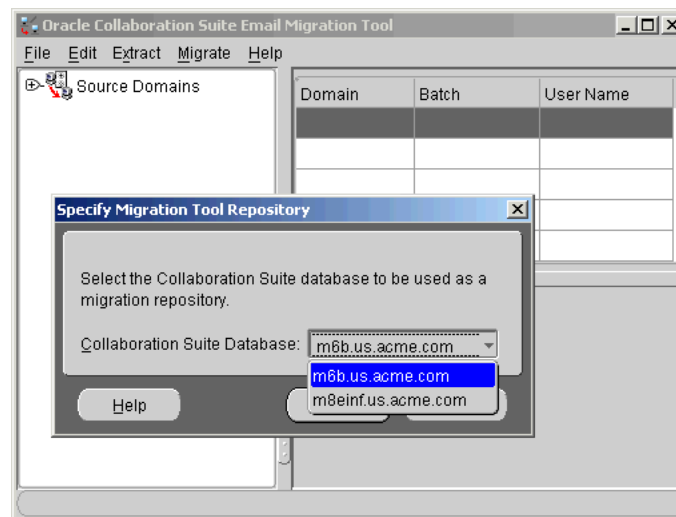 Oracle Collaboration Suite Email Migration Tool
File Edit Extract Migrate Help
Source Domains
Domain Batch User Name
Specify Migration Tool Repository
Select the Collaboration Suite database to be used as a
migration repository.
Collaboration Suite Database: m6b.us.acme.com
m6b.us.acme.com
m8einf.us.acme.com
Help